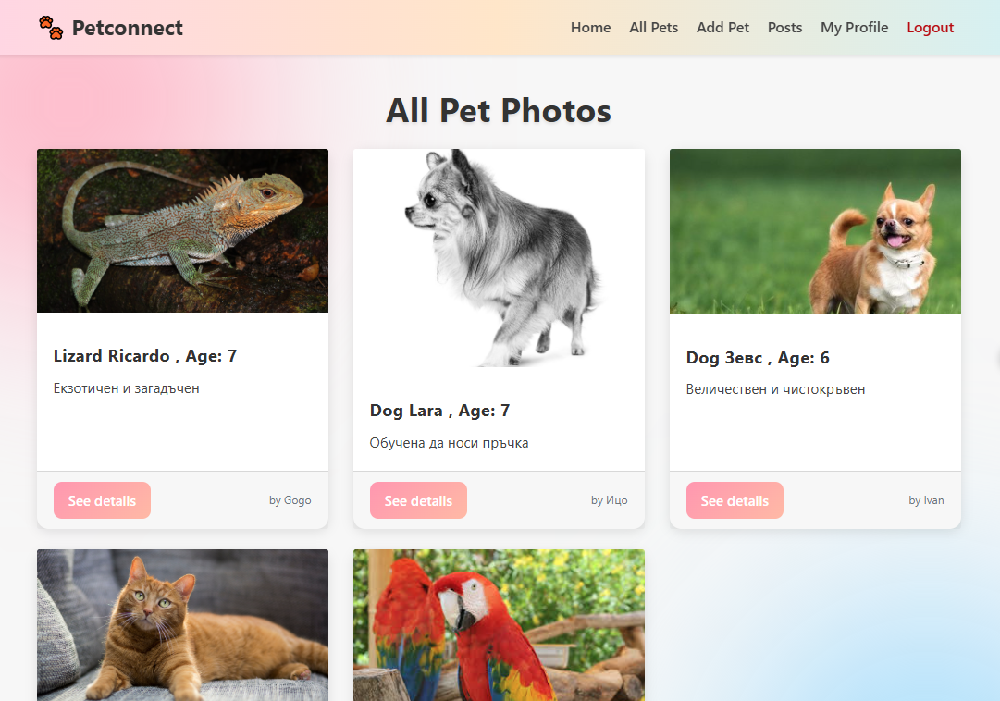 Petconnect
Home All Pets Add Pet Posts My Profile Logout
All Pet Photos
Lizard Ricardo , Age: 7
Екзотичен и загадъчен
See details
by Gogo
Dog Lara , Age: 7
Обучена да носи пръчка
See details
by Ицо
Dog Зевс , Age: 6
Величествен и чистокръвен
See details
by Ivan